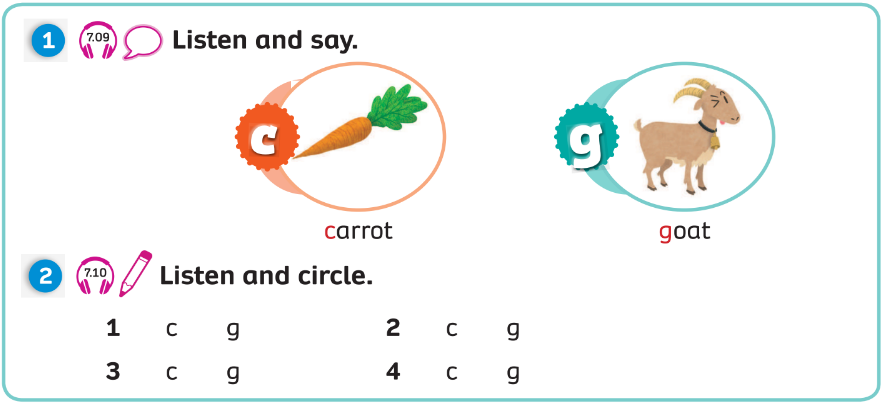 1 7.09 Listen and say.
c g
carrot goat
2 7.10 Listen and circle.
1 c g 2 c g
3 c g 4 c g